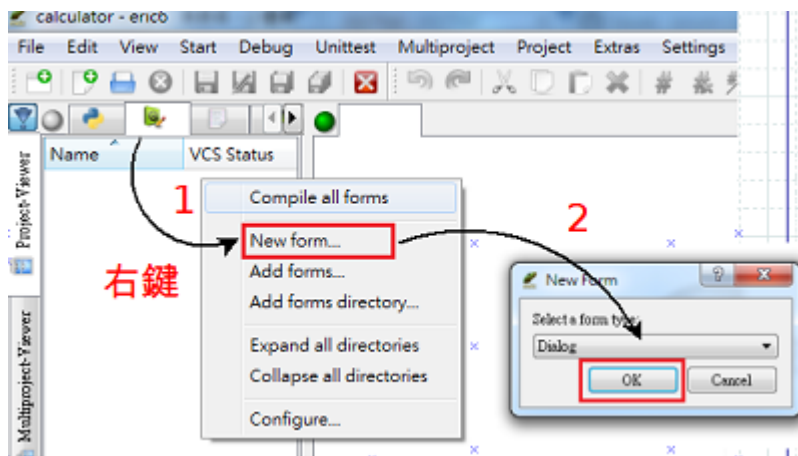 calculator - eric6
File Edit View Start Debug Unittest Multiproject Project Extras Settings
Name VCS Status
Project-Viewer
Multiproject-Viewer
1
右鍵
Compile all forms
New form...
Add forms...
Add forms directory...
Expand all directories
Collapse all directories
Configure...
2
New Form
Select a form type:
Dialog
OK Cancel